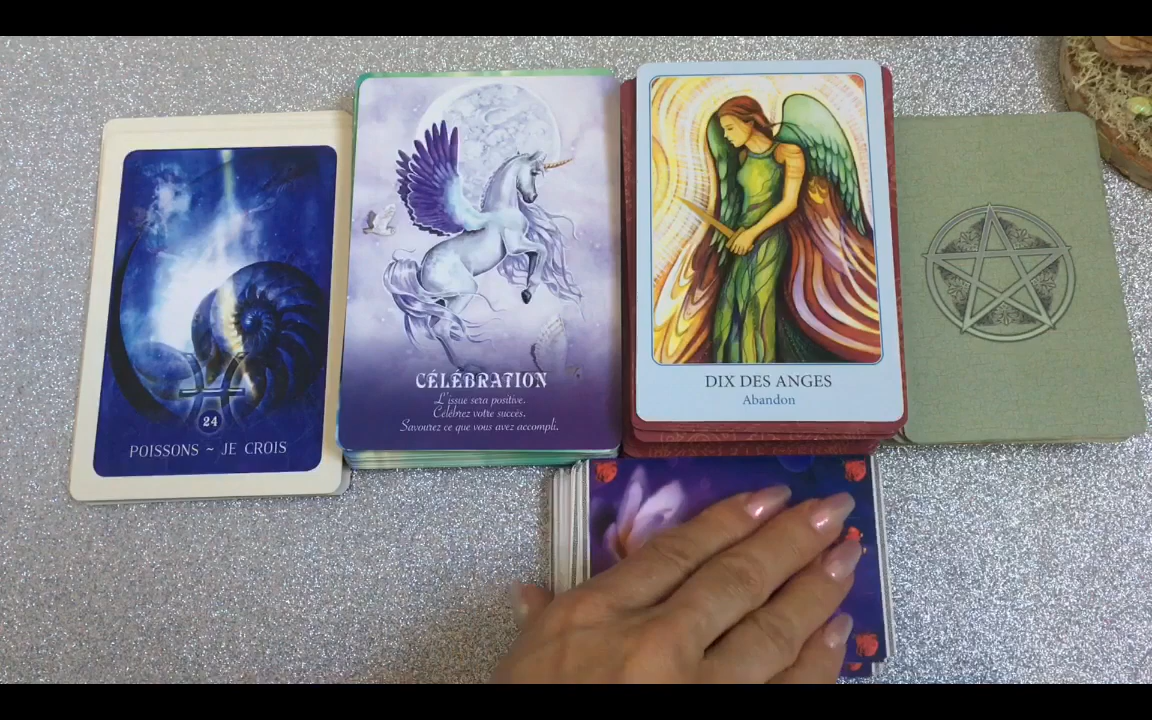 24
POISSONS ~ JE CROIS
CÉLÉBRATION
L'issue sera positive.
Célébrez votre succès.
Savourez ce que vous avez accompli.
DIX DES ANGES
Abandon